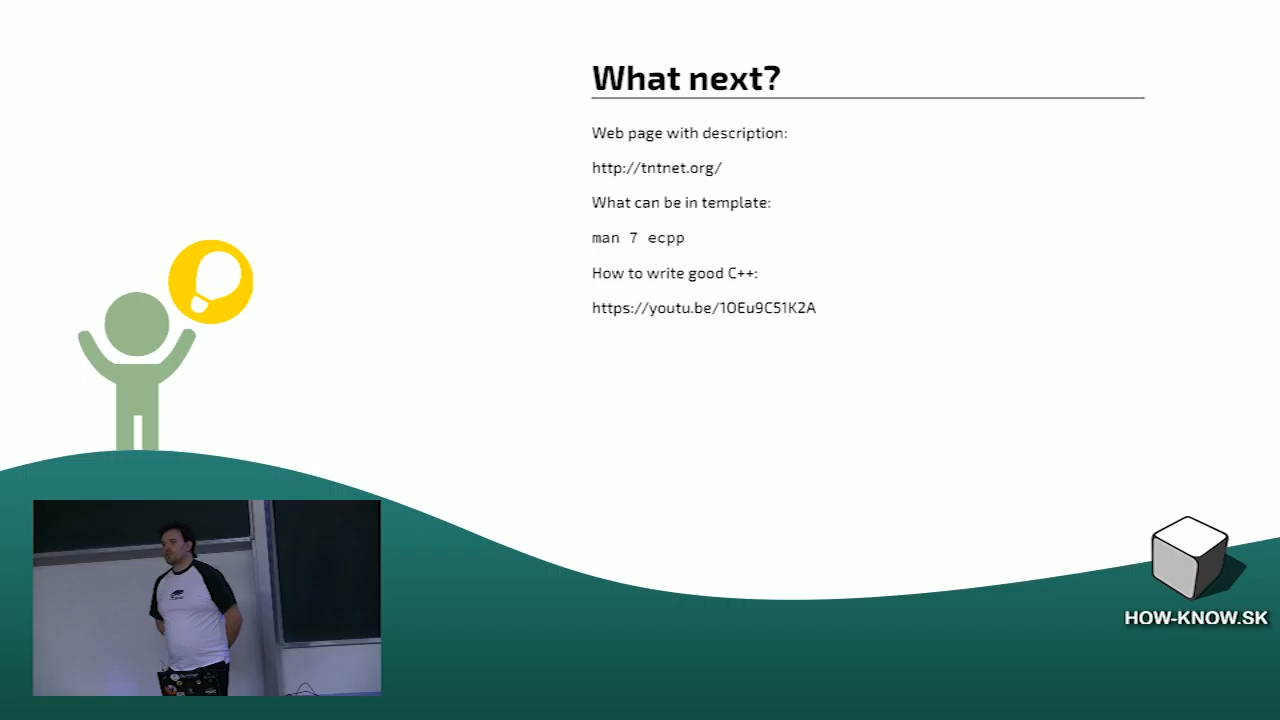 What next?
Web page with description:
http://tntnet.org/
What can be in template:
man 7 ecpp
How to write good C++:
https://youtu.be/1OEu9C51K2A
HOW-KNOW.SK